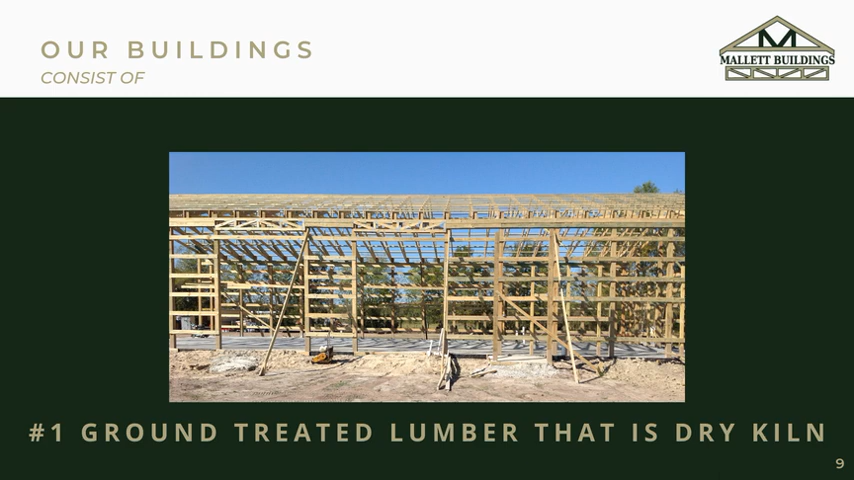 OUR BUILDINGS
CONSIST OF
M
MALLETT BUILDINGS
#1 GROUND TREATED LUMBER THAT IS DRY KILN
9